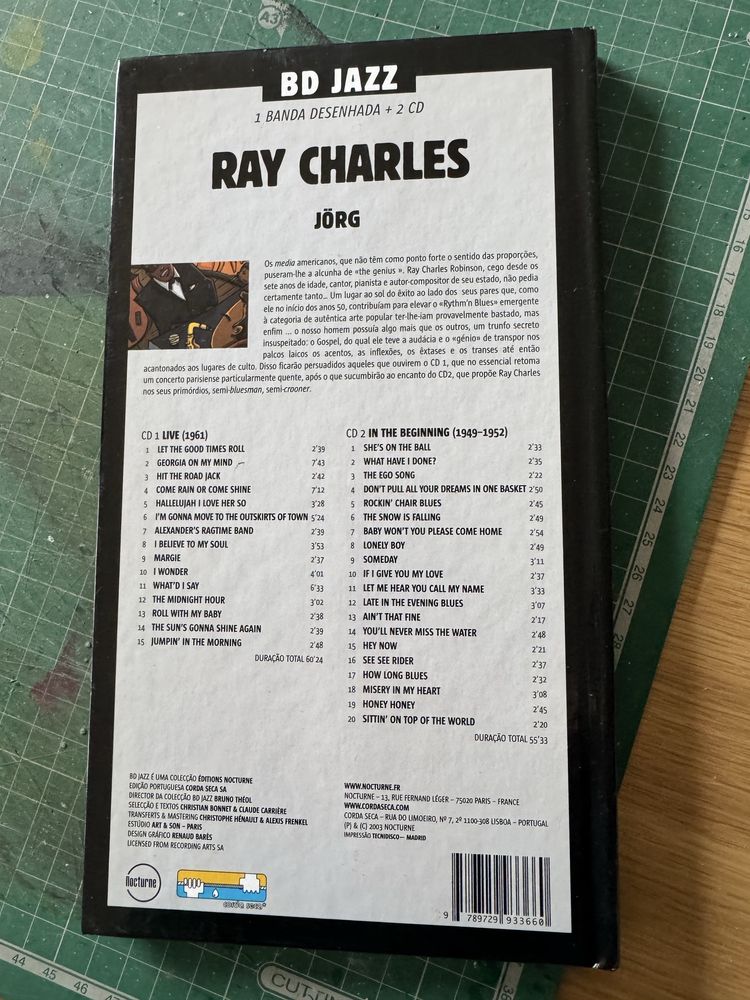 A3
BD JAZZ
1 BANDA DESENHADA + 2 CD
RAY CHARLES
JÖRG
Os media americanos, que não têm como ponto forte o sentido das proporções,
puseram-lhe a alcunha de «the genius ». Ray Charles Robinson, cego desde os
sete anos de idade, cantor, pianista e autor-compositor de seu estado, não pedia
certamente tanto... Um lugar ao sol do êxito ao lado dos seus pares que, como
ele no início dos anos 50, contribuíam para elevar o «Rythm'n Blues» emergente
à categoria de autêntica arte popular ter-lhe-iam provavelmente bastado, mas
enfim ... o nosso homem possuía algo mais que os outros, um trunfo secreto
insuspeitado: o Gospel, do qual ele teve a audácia e o «génio» de transpor nos
palcos laicos os acentos, as inflexões, os êxtases e os transes até então
acantonados aos lugares de culto. Disso ficarão persuadidos aqueles que ouvirem o CD 1, que no essencial retoma
um concerto parisiense particularmente quente, após o que sucumbirão ao encanto do CD2, que propõe Ray Charles
nos seus primórdios, semi-bluesman, semi-crooner.
CD 1 LIVE (1961)
1 LET THE GOOD TIMES ROLL 2'39
2 GEORGIA ON MY MIND 7'43
3 HIT THE ROAD JACK 2'42
4 COME RAIN OR COME SHINE 7'12
5 HALLELUJAH I LOVE HER SO 3'28
6 I'M GONNA MOVE TO THE OUTSKIRTS OF TOWN 5'24
7 ALEXANDER'S RAGTIME BAND 2'39
8 I BELIEVE TO MY SOUL 3'53
9 MARGIE 2'37
10 I WONDER 4'01
11 WHAT'D I SAY 6'33
12 THE MIDNIGHT HOUR 3'02
13 ROLL WITH MY BABY 2'38
14 THE SUN'S GONNA SHINE AGAIN 2'39
15 JUMPIN' IN THE MORNING 2'48
DURAÇÃO TOTAL 60'24
CD 2 IN THE BEGINNING (1949–1952)
1 SHE'S ON THE BALL 2'33
2 WHAT HAVE I DONE? 2'35
3 THE EGO SONG 2'22
4 DON'T PULL ALL YOUR DREAMS IN ONE BASKET 2'50
5 ROCKIN' CHAIR BLUES 2'45
6 THE SNOW IS FALLING 2'49
7 BABY WON'T YOU PLEASE COME HOME 2'54
8 LONELY BOY 2'49
9 SOMEDAY 3'11
10 IF I GIVE YOU MY LOVE 2'37
11 LET ME HEAR YOU CALL MY NAME 3'33
12 LATE IN THE EVENING BLUES 3'07
13 AIN'T THAT FINE 2'17
14 YOU'LL NEVER MISS THE WATER 2'48
15 HEY NOW 2'21
16 SEE SEE RIDER 2'37
17 HOW LONG BLUES 2'32
18 MISERY IN MY HEART 3'08
19 HONEY HONEY 2'45
20 SITTIN' ON TOP OF THE WORLD 2'20
DURAÇÃO TOTAL 55'33
BD JAZZ É UMA COLECÇÃO ÉDITIONS NOCTURNE
EDIÇÃO PORTUGUESA CORDA SECA SA
DIRECTOR DA COLECÇÃO BD JAZZ BRUNO THÉOL
SELECÇÃO E TEXTOS CHRISTIAN BONNET & CLAUDE CARRIÈRE
TRANSFERTS & MASTERING CHRISTOPHE HÉNAULT & ALEXIS FRENKEL
ESTÚDIO ART & SON – PARIS
DESIGN GRÁFICO RENAUD BARÈS
LICENSED FROM RECORDING ARTS SA
WWW.NOCTURNE.FR
NOCTURNE – 13, RUE FERNAND LÉGER – 75020 PARIS – FRANCE
WWW.CORDASECA.COM
CORDA SECA – RUA DO LIMOEIRO, Nº 7, 2º 1100-308 LISBOA – PORTUGAL
(P) & (C) 2003 NOCTURNE
IMPRESSÃO TECNIDISCO— MADRID
Nocturne
corda seca
9 789729 933660
16
17
18
19
20
21
22
23
24
25
26
27
28
44
45
46
47
CUTTIN